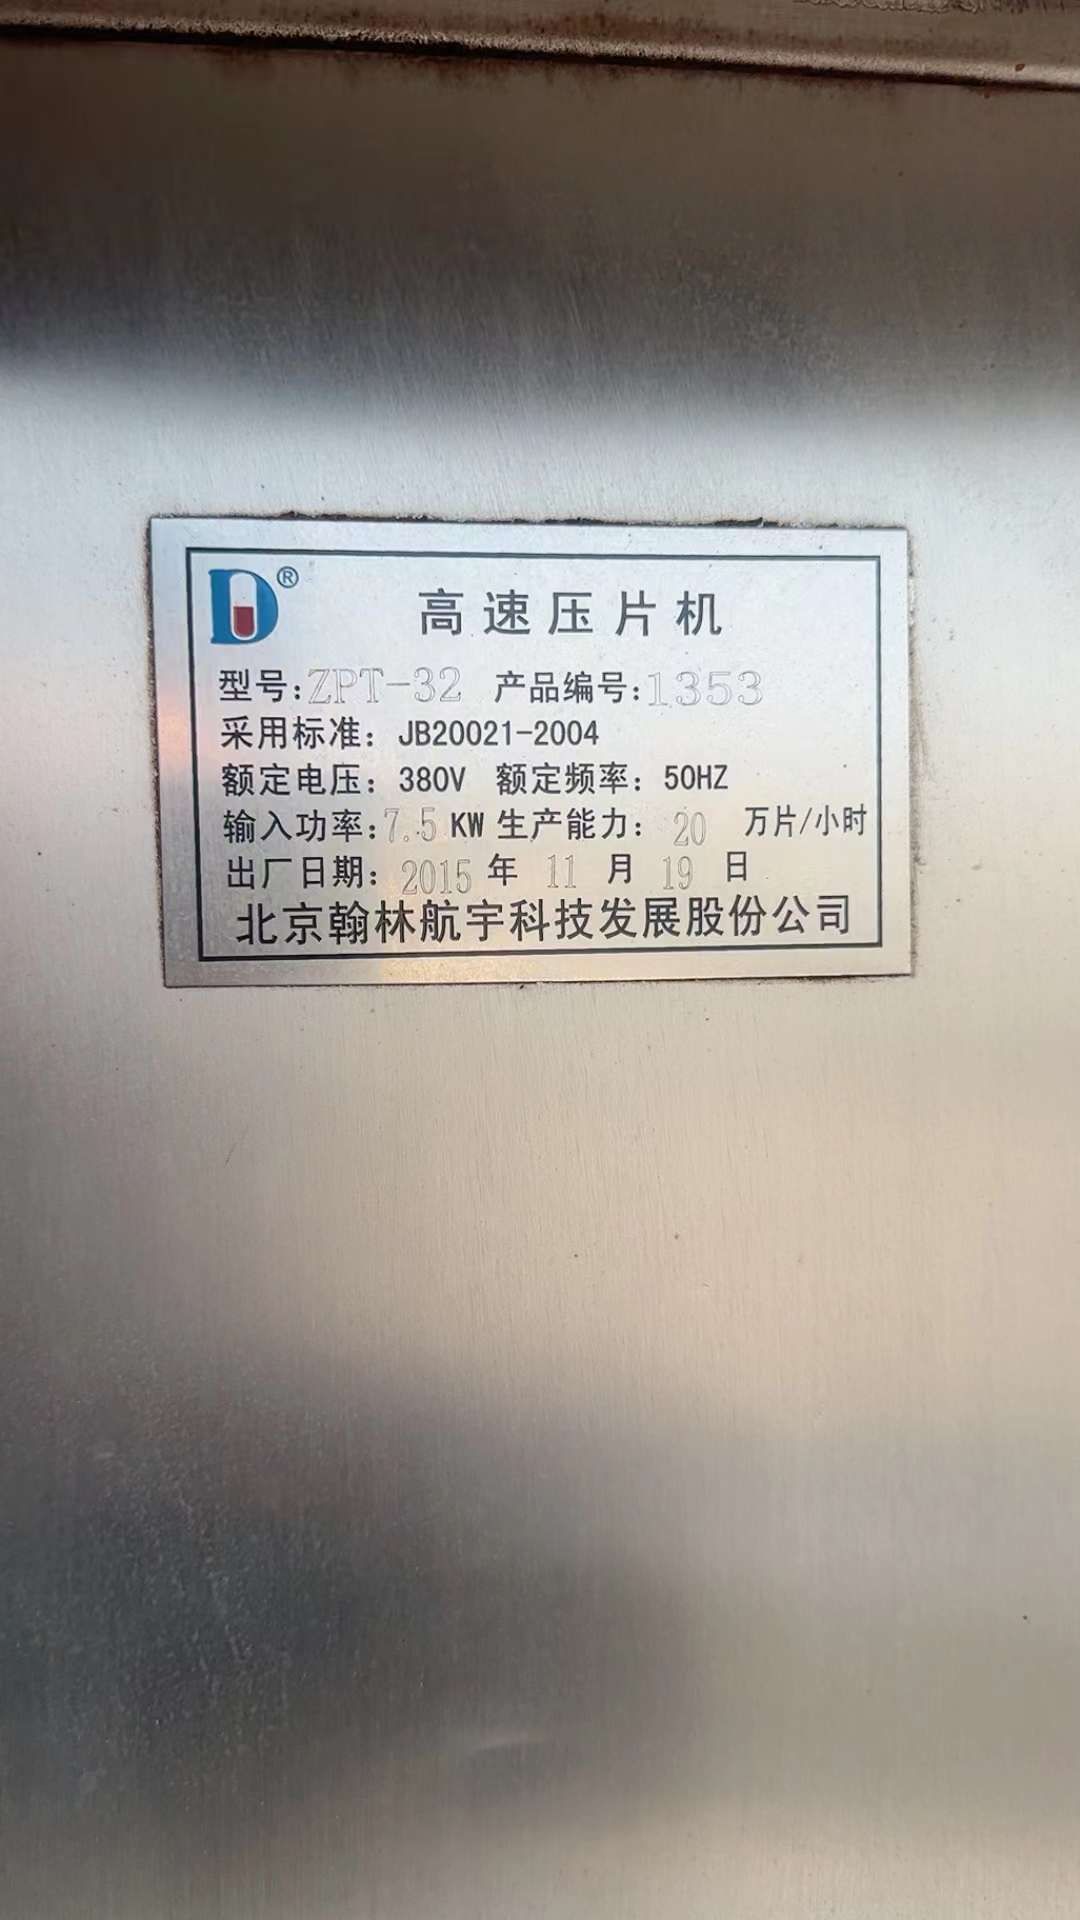 D®
高速压片机
型号:ZPT-32 产品编号:1353
采用标准: JB20021-2004
额定电压: 380V 额定频率: 50HZ
输入功率:7.5 KW 生产能力: 20 万片/小时
出厂日期: 2015 年 11 月 19 日
北京翰林航宇科技发展股份公司